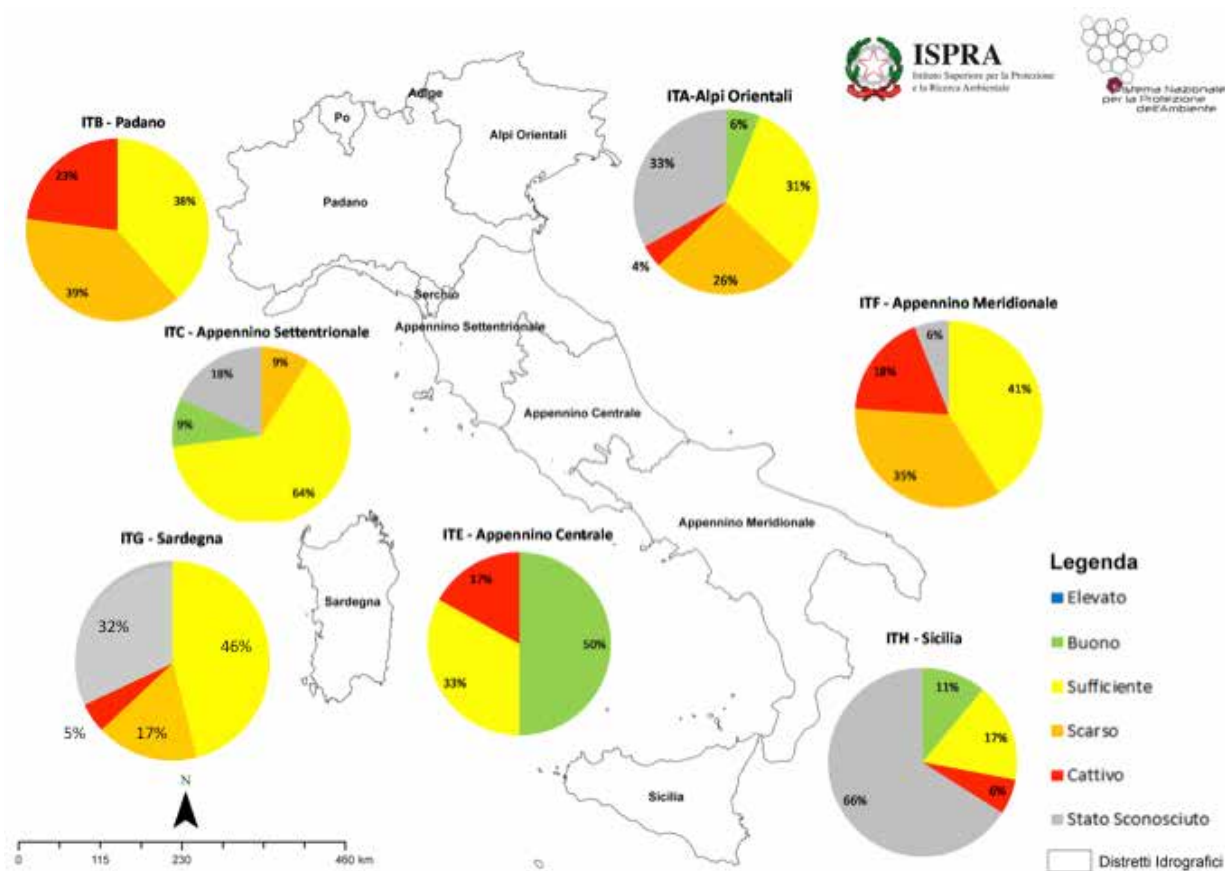 ISPRA
Istituto Superiore per la Protezione
e la Ricerca Ambientale
Sistema Nazionale
per la Protezione
dell'Ambiente
ITB - Padano
23%
38%
39%
Po
Adige
Alpi Orientali
Padano
ITA-Alpi Orientali
6%
33%
31%
4%
26%
Serchio
Appennino Settentrionale
ITC - Appennino Settentrionale
9%
18%
9%
64%
Appennino Centrale
ITF - Appennino Meridionale
6%
18%
41%
35%
Appennino Meridionale
ITG - Sardegna
32%
46%
5%
17%
Sardegna
ITE - Appennino Centrale
17%
50%
33%
ITH - Sicilia
11%
17%
6%
66%
Sicilia
Legenda
Elevato
Buono
Sufficiente
Scarso
Cattivo
Stato Sconosciuto
Distretti Idrografici
N
0 115 230 460 km